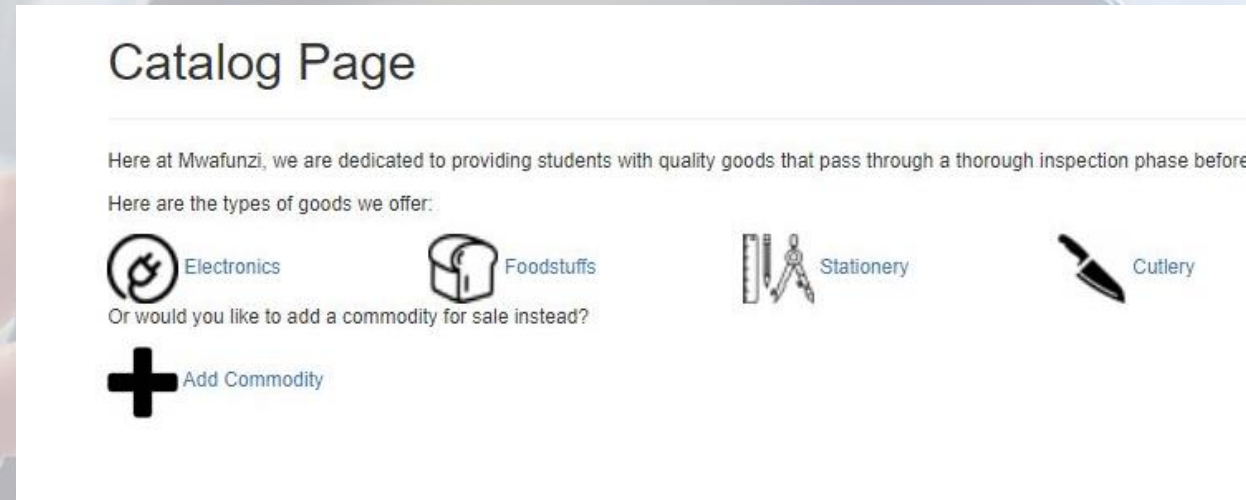 Catalog Page
Here at Mwafunzi, we are dedicated to providing students with quality goods that pass through a thorough inspection phase before
Here are the types of goods we offer:
Electronics Foodstuffs Stationery Cutlery
Or would you like to add a commodity for sale instead?
Add Commodity